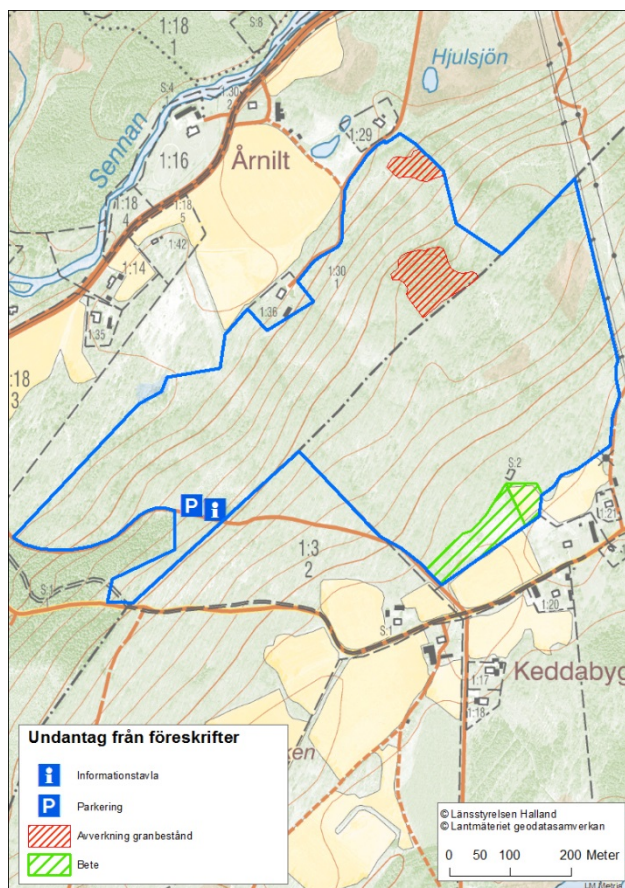 1:18
1
S:8
Hjulsjön
S:4
1:30
2
1:29
Sennan
1:16
Årnilt
1:18
4
1:18
5
1:42
1:14
1:30
1
1:36
1:35
1:18
3
S:2
P
i
1:21
1:3
2
S:1
1:20
S:1
Keddabyg
1:17
1:18
Undantag från föreskrifter
ken
i
Informationstavla
P
Parkering
Avverkning granbestånd
Bete
© Länsstyrelsen Halland
© Lantmäteriet geodatasamverkan
0 50 100 200 Meter